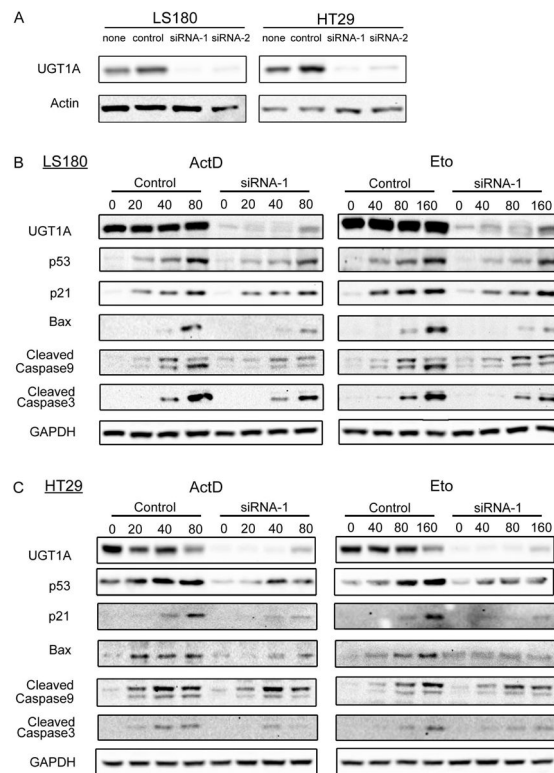 A
LS180 HT29
none control siRNA-1 siRNA-2 none control siRNA-1 siRNA-2
UGT1A
Actin
B LS180 ActD Eto
Control siRNA-1 Control siRNA-1
0 20 40 80 0 20 40 80 0 40 80 160 0 40 80 160
UGT1A
p53
p21
Bax
Cleaved
Caspase9
Cleaved
Caspase3
GAPDH
C HT29 ActD Eto
Control siRNA-1 Control siRNA-1
0 20 40 80 0 20 40 80 0 40 80 160 0 40 80 160
UGT1A
p53
p21
Bax
Cleaved
Caspase9
Cleaved
Caspase3
GAPDH